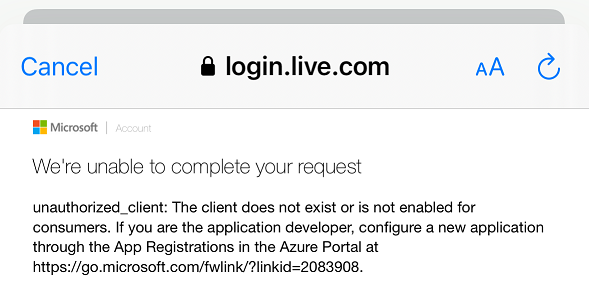 Cancel login.live.com AA
Microsoft | Account
We're unable to complete your request
unauthorized_client: The client does not exist or is not enabled for
consumers. If you are the application developer, configure a new application
through the App Registrations in the Azure Portal at
https://go.microsoft.com/fwlink/?linkid=2083908.